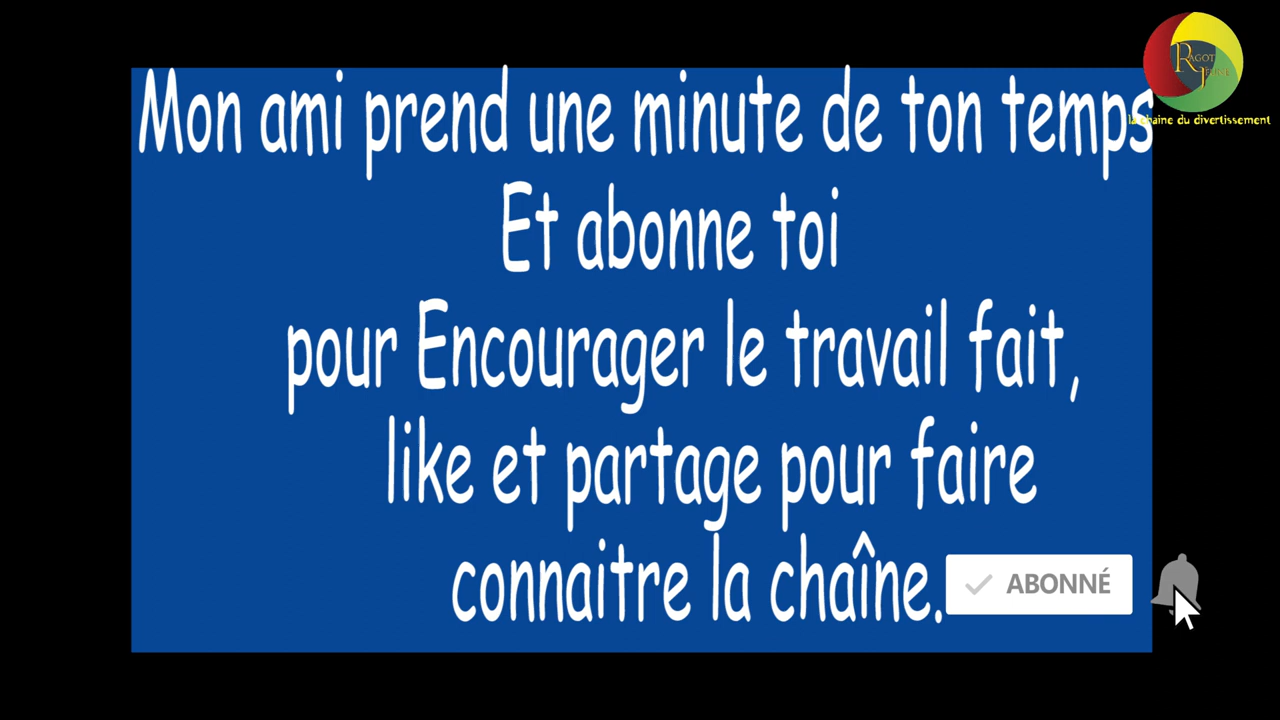 Mon ami prend une minute de ton temps
Et abonne toi
pour Encourager le travail fait,
like et partage pour faire
connaitre la chaîne.
ABONNÉ
RAGOT
la chaine du divertissement